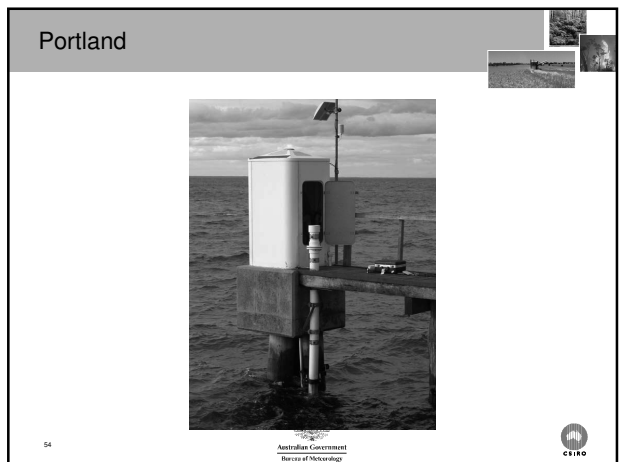 Portland
54
Australian Government
Bureau of Meteorology
CSIRO